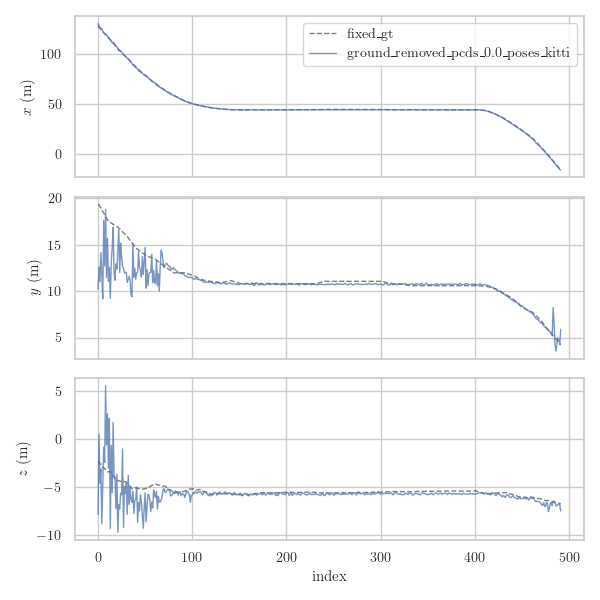 fixed_gt
ground_removed_pcds_0.0_poses_kitti
x (m)
100
50
0
y (m)
20
15
10
5
z (m)
5
0
−5
−10
0
100
200
300
400
500
index